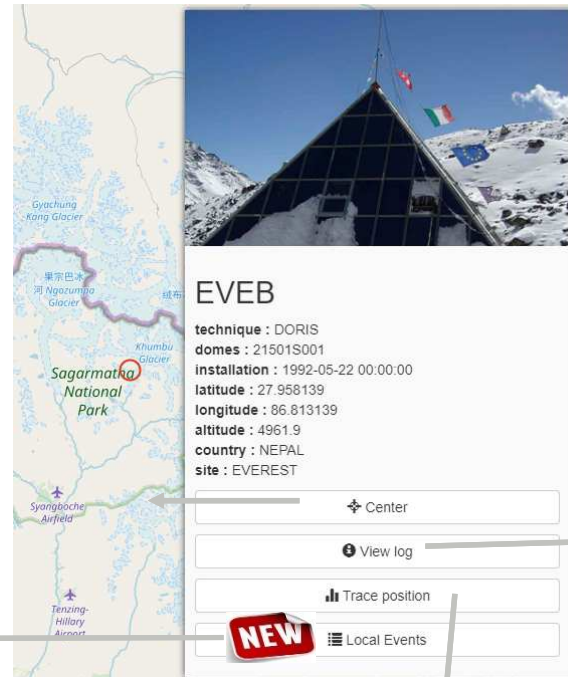 Gyachung
Kang Glacier
果宗巴冰
河 Ngozumpa
Glacier
绒布
Khumbu
Glacier
Sagarmatha
National
Park
Syangboche
Airfield
Tenzing-
Hillary
Airport
EVEB
technique : DORIS
domes : 21501S001
installation : 1992-05-22 00:00:00
latitude : 27.958139
longitude : 86.813139
altitude : 4961.9
country : NEPAL
site : EVEREST
Center
View log
Trace position
NEW
Local Events